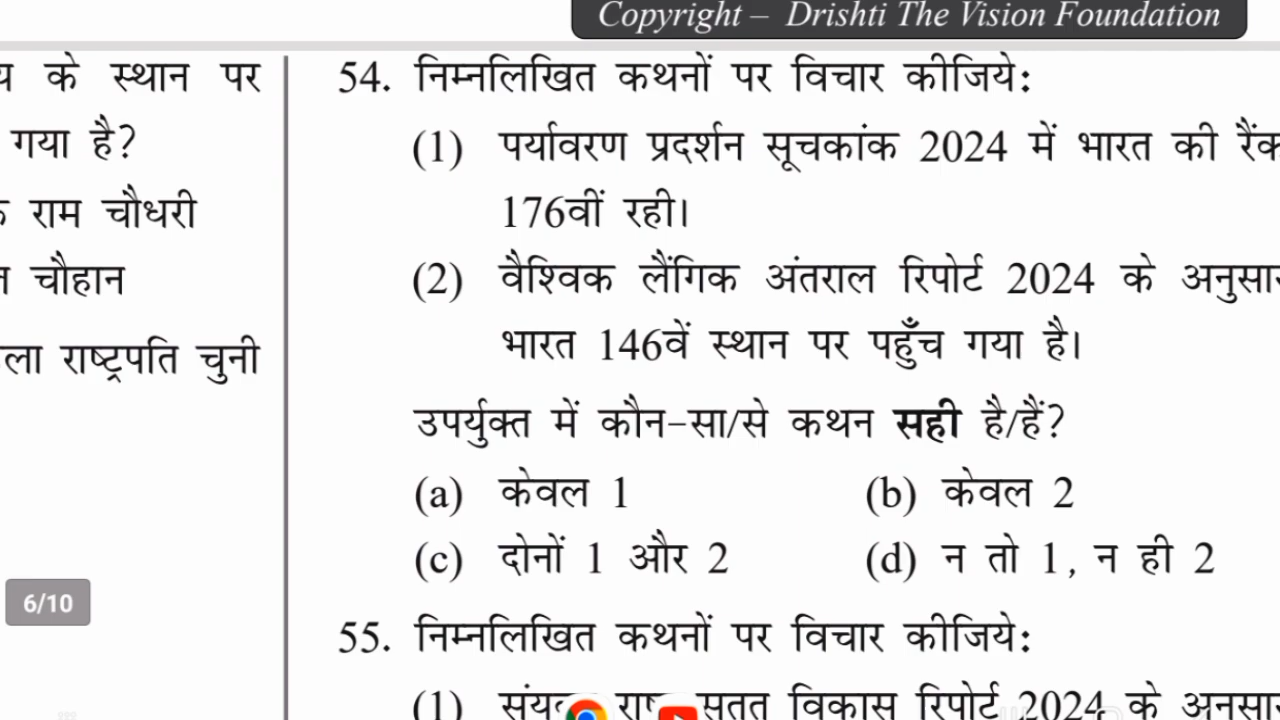 Copyright – Drishti The Vision Foundation
के स्थान पर
गया है?
राम चौधरी
चौहान
राष्ट्रपति चुनी
54. निम्नलिखित कथनों पर विचार कीजिये:
(1) पर्यावरण प्रदर्शन सूचकांक 2024 में भारत की रैंक
176वीं रही।
(2) वैश्विक लैंगिक अंतराल रिपोर्ट 2024 के अनुसार
भारत 146वें स्थान पर पहुँच गया है।
उपर्युक्त में कौन-सा/से कथन सही है/हैं?
(a) केवल 1 (b) केवल 2
(c) दोनों 1 और 2 (d) न तो 1, न ही 2
6/10
55. निम्नलिखित कथनों पर विचार कीजिये:
(1) सतत विकास रिपोर्ट 2024 के